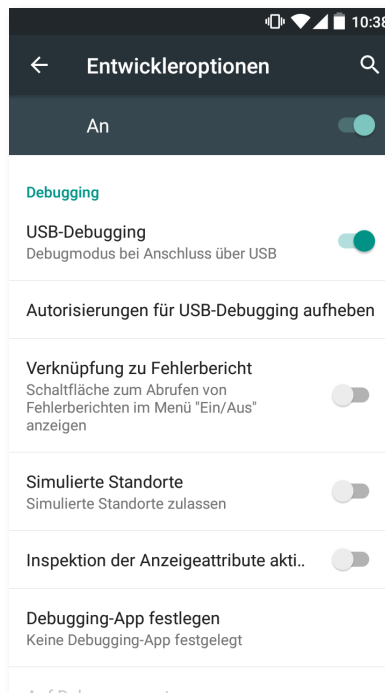 10:38
Entwickleroptionen
An
Debugging
USB-Debugging
Debugmodus bei Anschluss über USB
Autorisierungen für USB-Debugging aufheben
Verknüpfung zu Fehlerbericht
Schaltfläche zum Abrufen von
Fehlerberichten im Menü "Ein/Aus"
anzeigen
Simulierte Standorte
Simulierte Standorte zulassen
Inspektion der Anzeigeattribute akti..
Debugging-App festlegen
Keine Debugging-App festgelegt